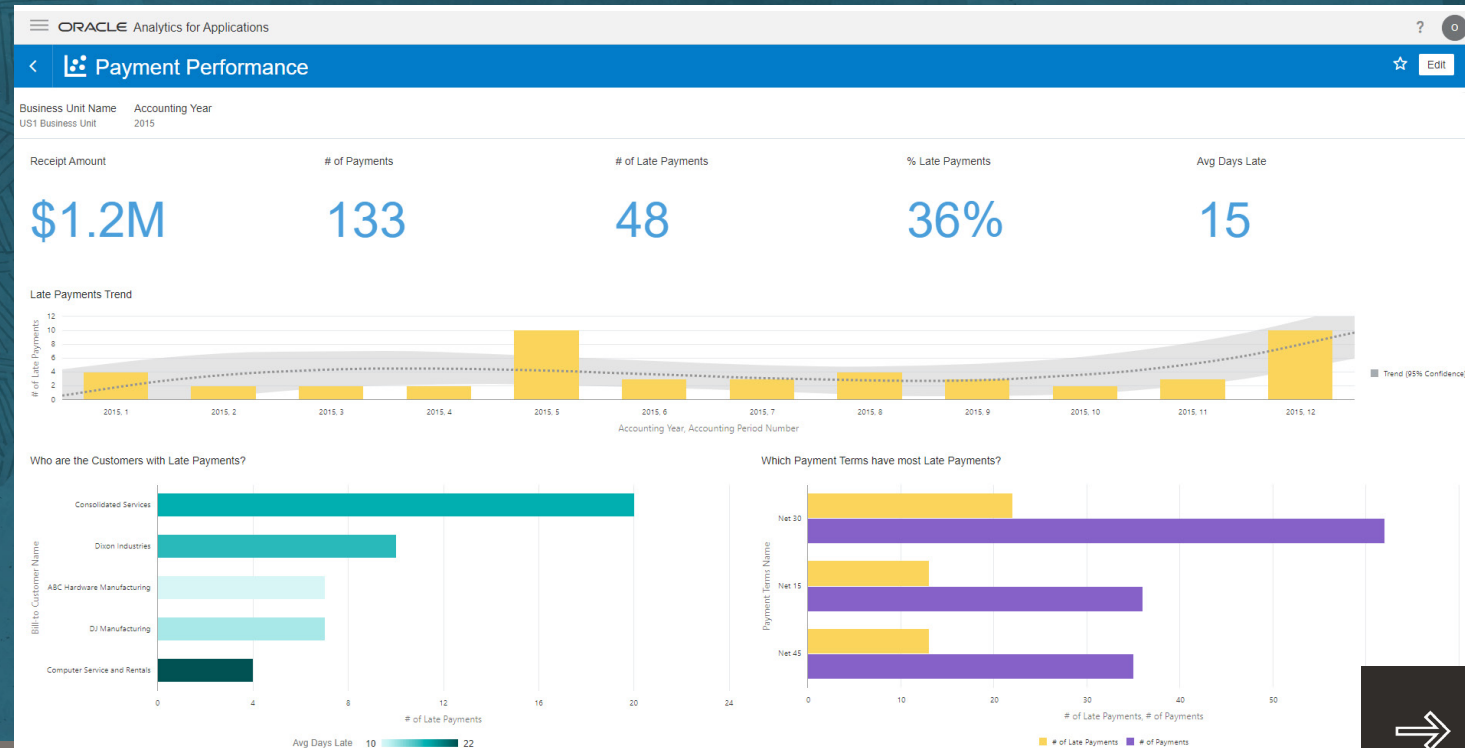 ORACLE Analytics for Applications
?
O
Payment Performance
Edit
Business Unit Name Accounting Year
US1 Business Unit 2015
Receipt Amount # of Payments # of Late Payments % Late Payments Avg Days Late
$1.2M 133 48 36% 15
Late Payments Trend
# of Late Payments
12
10
8
6
4
2
0
2015, 1 2015, 2 2015, 3 2015, 4 2015, 5 2015, 6 2015, 7 2015, 8 2015, 9 2015, 10 2015, 11 2015, 12
Accounting Year, Accounting Period Number
Trend (95% Confidence)
Who are the Customers with Late Payments?
Bill-to Customer Name
Consolidated Services
Dixon Industries
ABC Hardware Manufacturing
DJ Manufacturing
Computer Service and Rentals
0 4 8 12 16 20 24
# of Late Payments
Avg Days Late 10 22
Which Payment Terms have most Late Payments?
Payment Terms Name
Net 30
Net 15
Net 45
0 10 20 30 40 50
# of Late Payments, # of Payments
# of Late Payments # of Payments